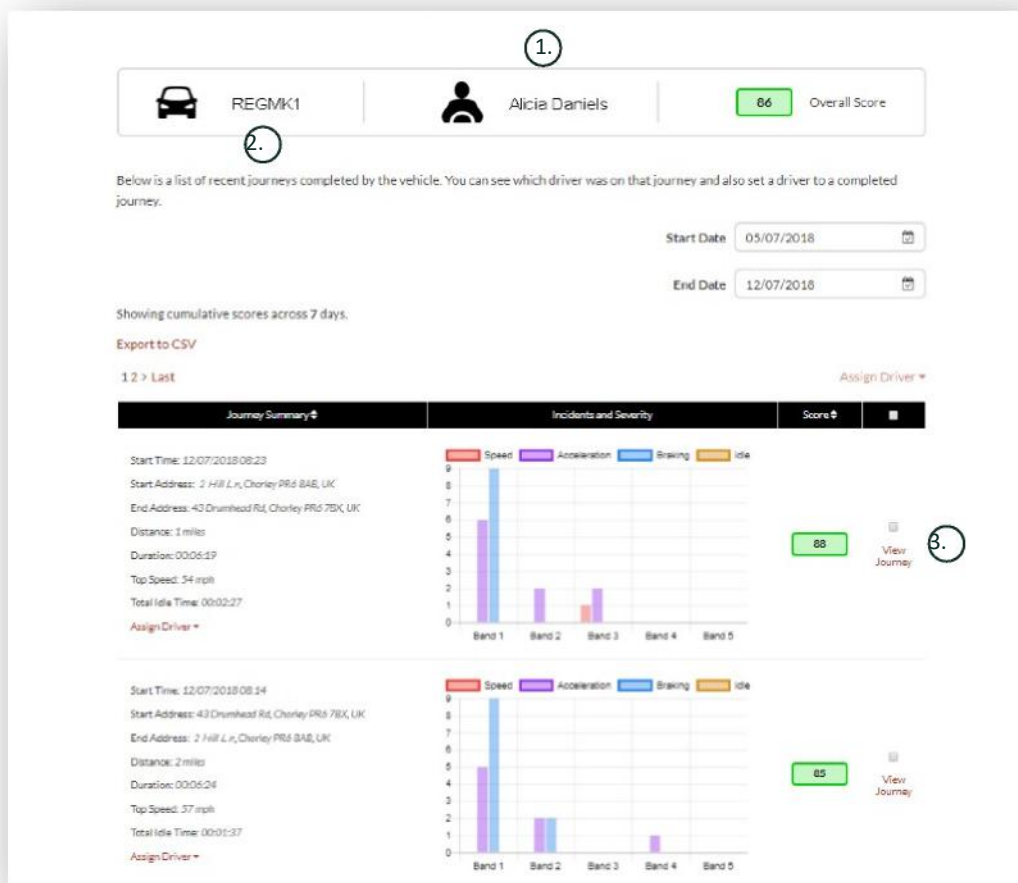 1.
REGMK1 Alicia Daniels 86 Overall Score
2.
Below is a list of recent journeys completed by the vehicle. You can see which driver was on that journey and also set a driver to a completed
journey.
Start Date 05/07/2018
End Date 12/07/2018
Showing cumulative scores across 7 days.
Export to CSV
1 2 > Last Assign Driver
Journey Summary Incidents and Severity Score
Start Time: 12/07/2018 08:23
Start Address: 2 Hill Ln, Chorley PR6 8AB, UK
End Address: 43 Drumhead Rd, Chorley PR6 7BX, UK
Distance: 1 miles
Duration: 00:06:19
Top Speed: 54 mph
Total Idle Time: 00:02:27
Assign Driver
Speed Acceleration Braking Idle
9
8
7
6
5
4
3
2
1
0
Band 1 Band 2 Band 3 Band 4 Band 5
88
View
Journey
3.
Start Time: 12/07/2018 08:14
Start Address: 43 Drumhead Rd, Chorley PR6 7BX, UK
End Address: 2 Hill Ln, Chorley PR6 8AB, UK
Distance: 2 miles
Duration: 00:06:24
Top Speed: 57 mph
Total Idle Time: 00:01:37
Assign Driver
Speed Acceleration Braking Idle
9
8
7
6
5
4
3
2
1
0
Band 1 Band 2 Band 3 Band 4 Band 5
85
View
Journey